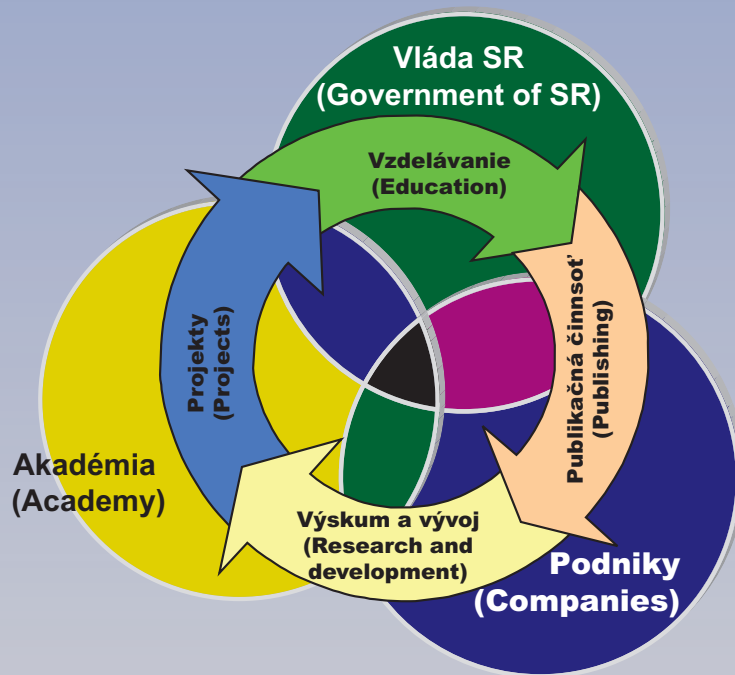 Vláda SR
(Government of SR)
Vzdelávanie
(Education)
Publikačná činnsoť
(Publishing)
Projekty
(Projects)
Akadémia
(Academy)
Výskum a vývoj
(Research and
development)
Podniky
(Companies)